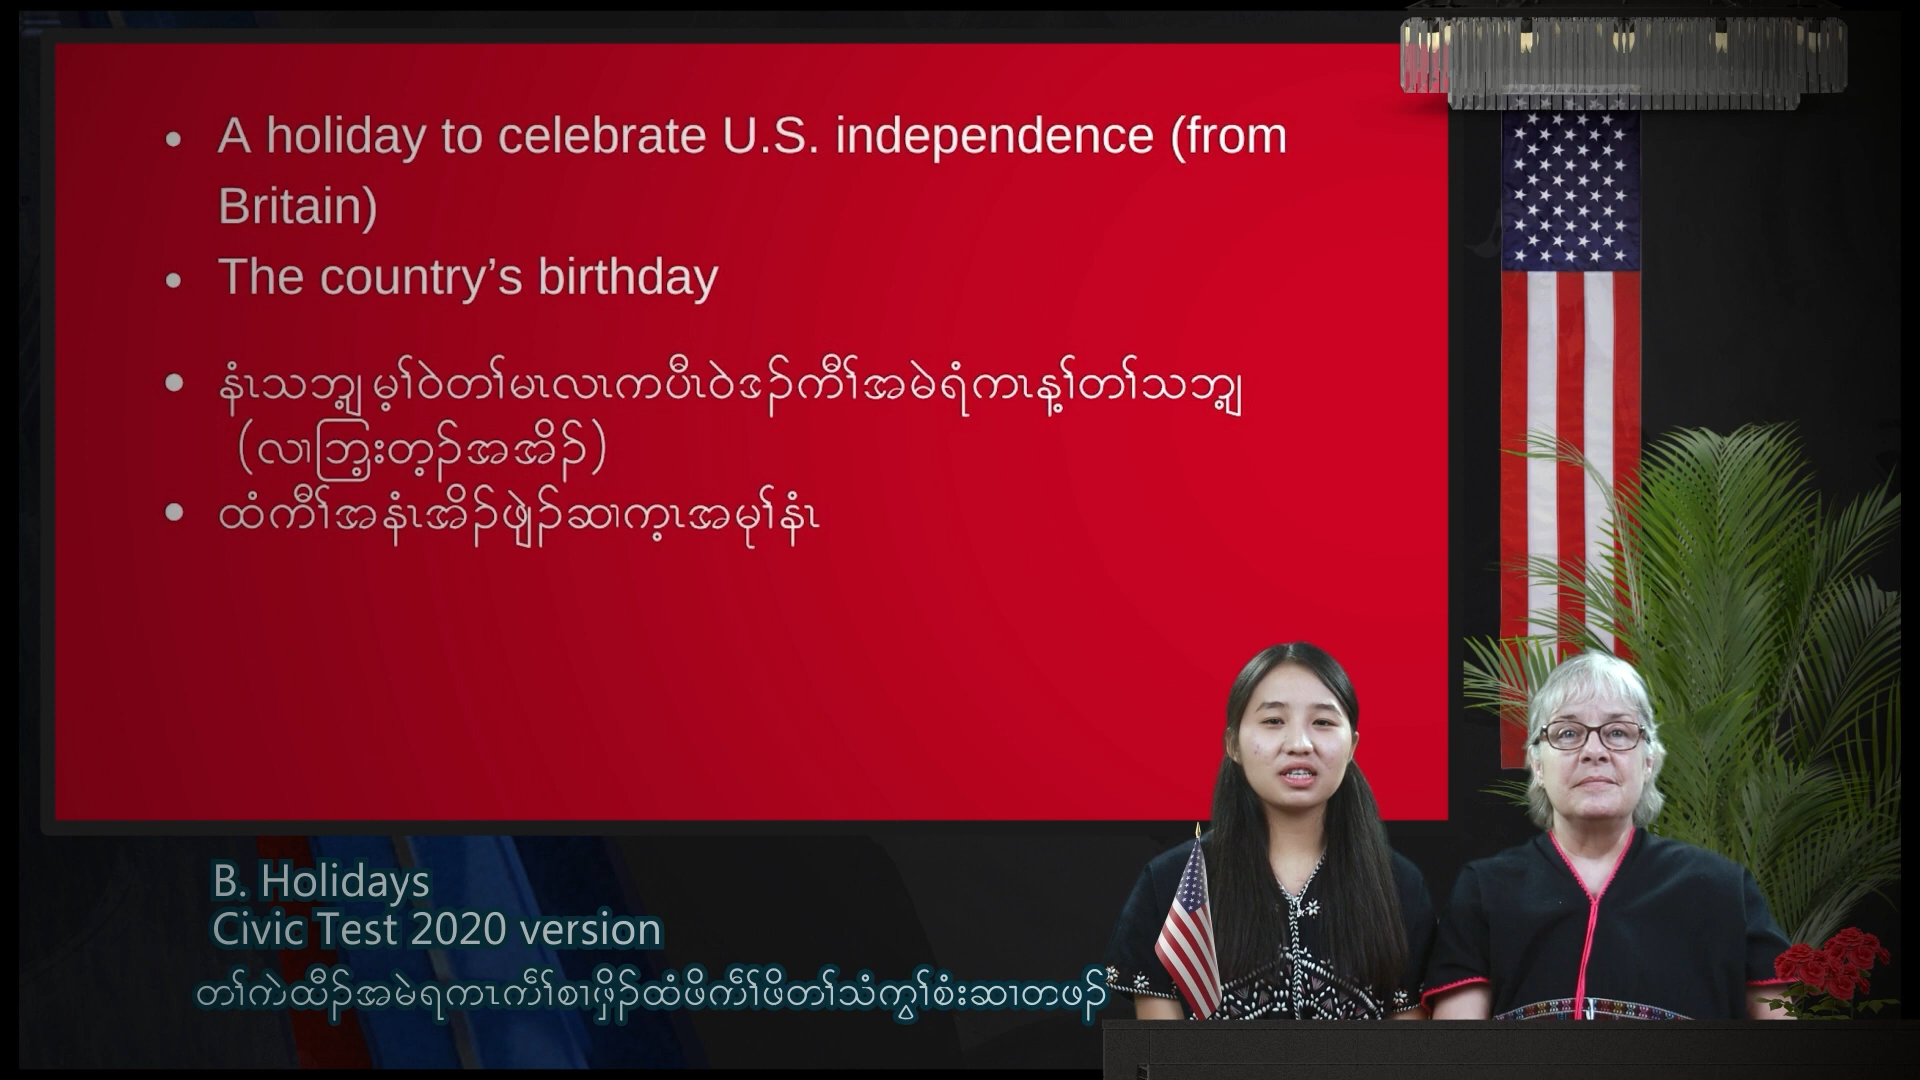 • A holiday to celebrate U.S. independence (from
Britain)
• The country’s birthday
• နံၤသဘျ့ မ့ၢ်ဝဲတၢ်မၤလၤကပီၤဝဲဒၣ်ကီၢ်အမဲရံကၤန့ၢ်တၢ်သဘျ့
(လၢဘြ့းတ့ၣ်အအိၣ်)
• ထံကီၢ်အနံၤအိၣ်ဖျဲၣ်ဆၢက့ၤအမုၢ်နံၤ
B. Holidays
Civic Test 2020 version
တၢ်ကဲထီၣ်အမဲရကၤကီၢ်စၢဖှိၣ်ထံဖိကီၢ်ဖိတၢ်သံကွၢ်စံးဆၢတဖၣ်